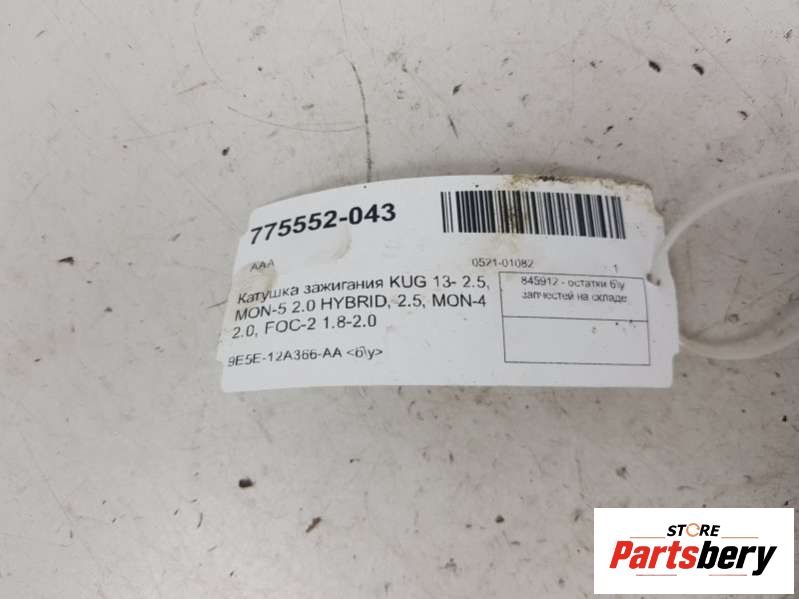 775552-043
AAA
0521-01082 1
Катушка зажигания KUG 13- 2.5,
MON-5 2.0 HYBRID, 2.5, MON-4
2.0, FOC-2 1.8-2.0
9E5E-12A366-AA <б\у>
845912 - остатки б\у
запчастей на складе
STORE
Partsbery